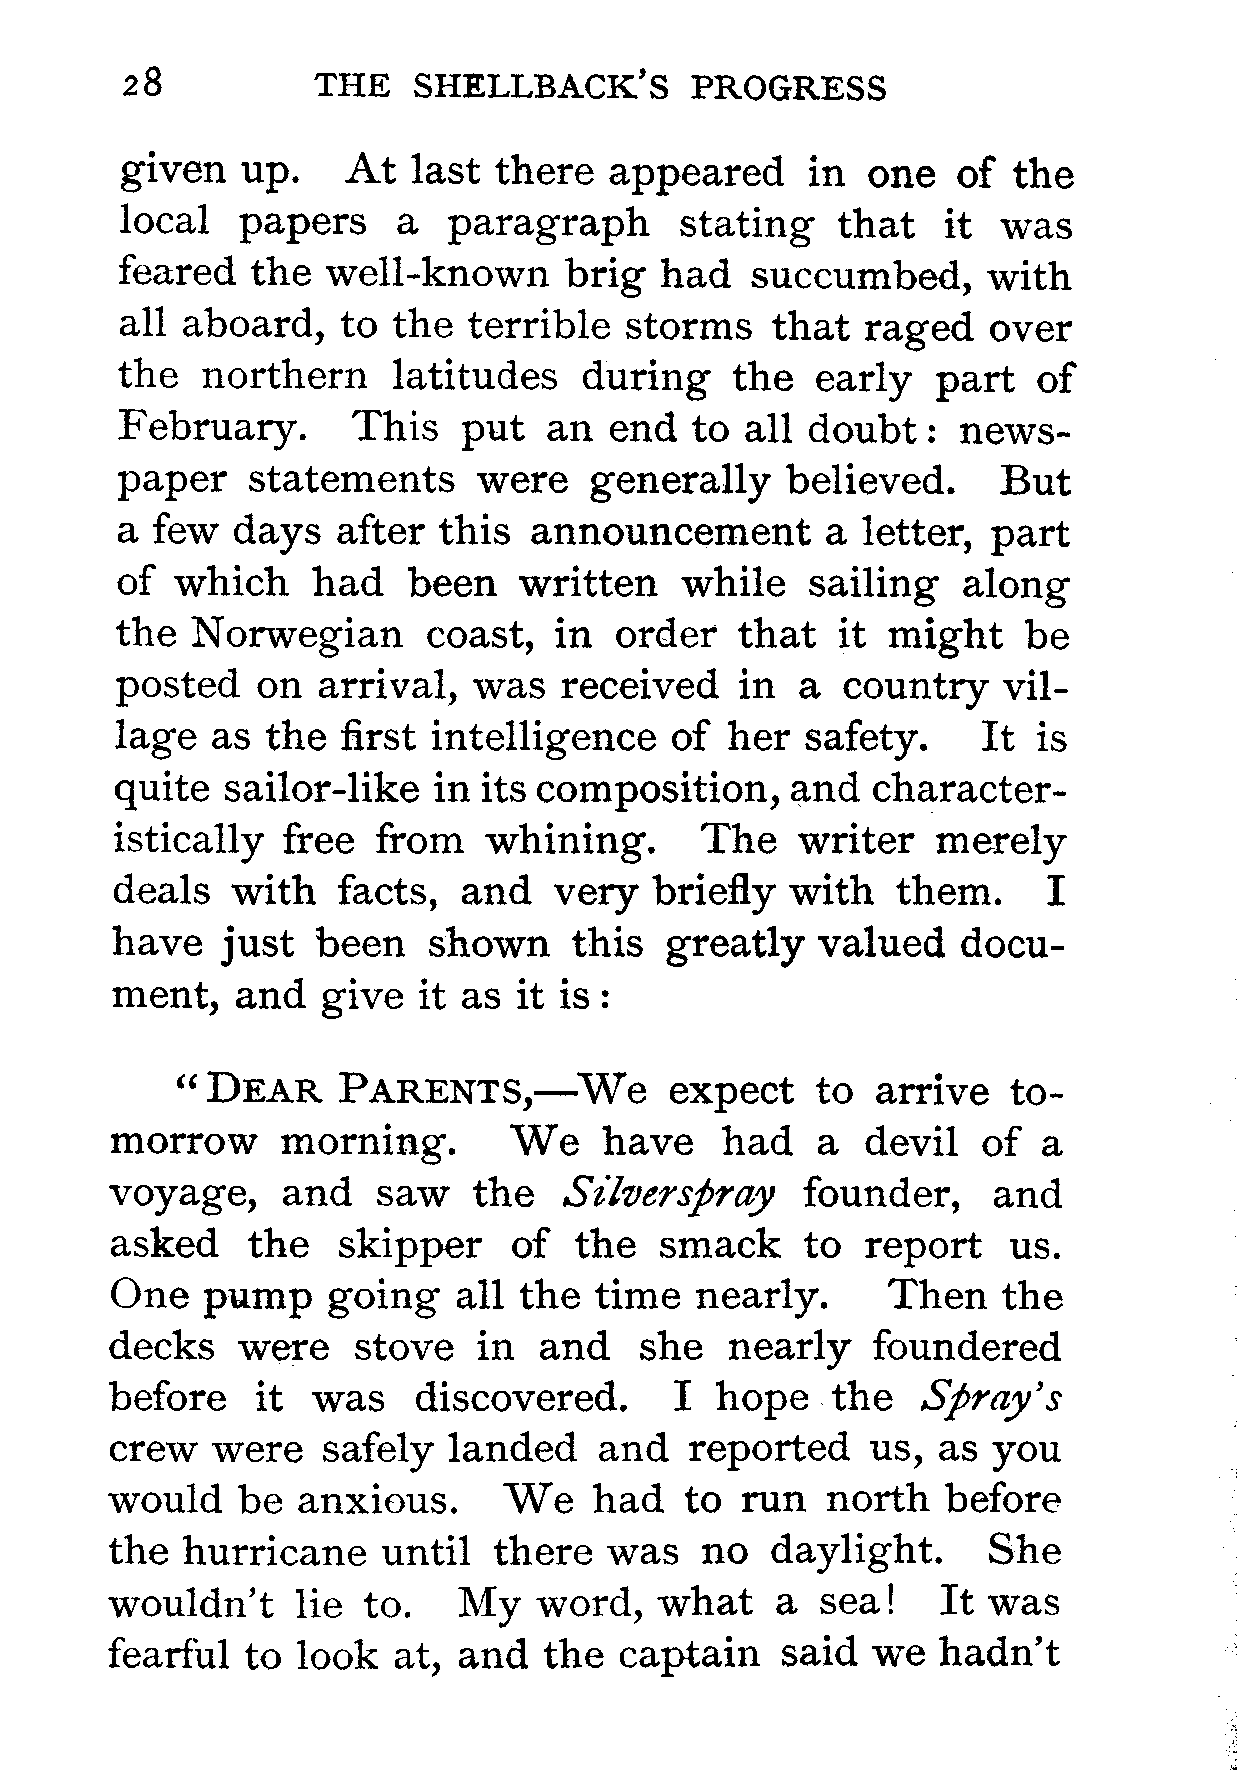 28 THE SHELLBACK'S PROGRESS
given up. At last there appeared in one of the
local papers a paragraph stating that it was
feared the well-known brig had succumbed, with
all aboard, to the terrible storms that raged over
the northern latitudes during the early part of
February. This put an end to all doubt: news-
paper statements were generally believed. But
a few days after this announcement a letter, part
of which had been written while sailing along
the Norwegian coast, in order that it might be
posted on arrival, was received in a country vil-
lage as the first intelligence of her safety. It is
quite sailor-like in its composition, and character-
istically free from whining. The writer merely
deals with facts, and very briefly with them. I
have just been shown this greatly valued docu-
ment, and give it as it is:
"DEAR PARENTS,—We expect to arrive to-
morrow morning. We have had a devil of a
voyage, and saw the Silverspray founder, and
asked the skipper of the smack to report us.
One pump going all the time nearly. Then the
decks were stove in and she nearly foundered
before it was discovered. I hope the Spray's
crew were safely landed and reported us, as you
would be anxious. We had to run north before
the hurricane until there was no daylight. She
wouldn't lie to. My word, what a sea! It was
fearful to look at, and the captain said we hadn't